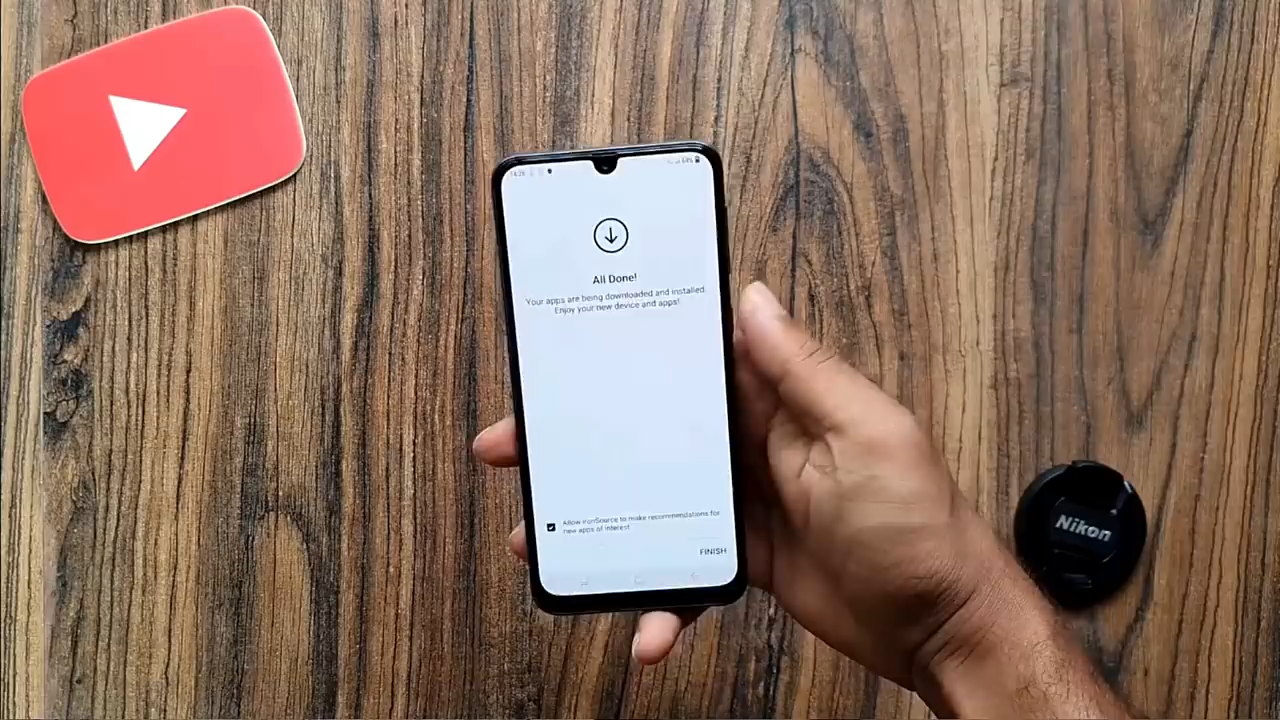 All Done!
Your apps are being downloaded and installed.
Enjoy your new device and apps!
Allow ironSource to make recommendations for
new apps of interest
FINISH
Nikon